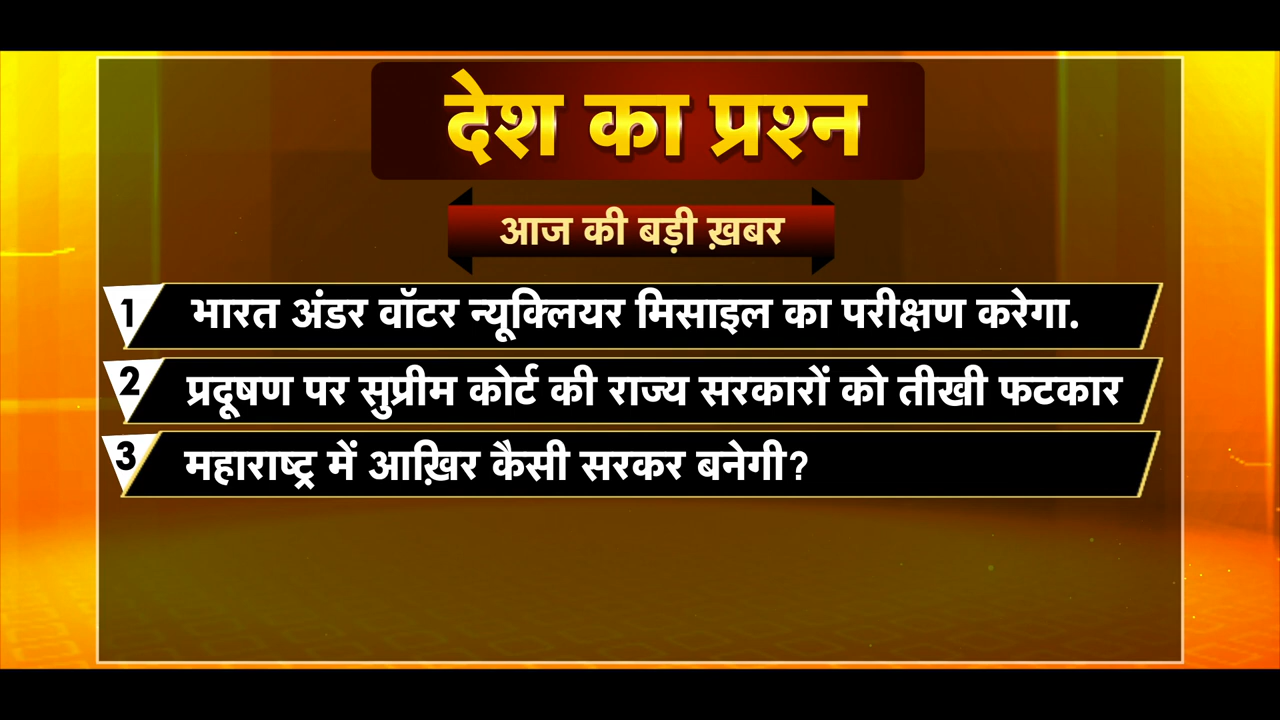 देश का प्रश्न
आज की बड़ी ख़बर
1 भारत अंडर वॉटर न्यूक्लियर मिसाइल का परीक्षण करेगा.
2 प्रदूषण पर सुप्रीम कोर्ट की राज्य सरकारों को तीखी फटकार
3 महाराष्ट्र में आख़िर कैसी सरकर बनेगी?